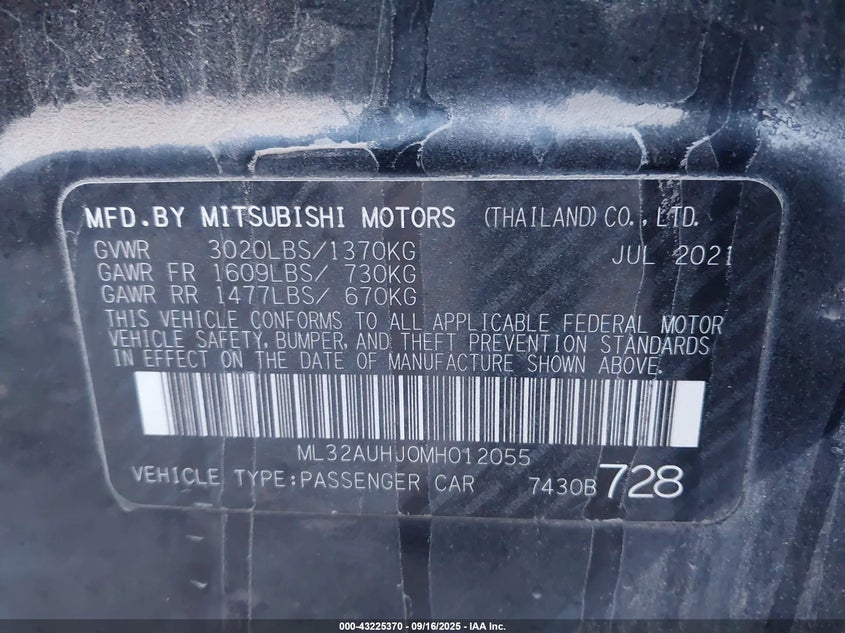 MFD.BY MITSUBISHI MOTORS (THAILAND) CO.,LTD.
GVWR 3020LBS/1370KG JUL 2021
GAWR FR 1609LBS/ 730KG
GAWR RR 1477LBS/ 670KG
THIS VEHICLE CONFORMS TO ALL APPLICABLE FEDERAL MOTOR
VEHICLE SAFETY, BUMPER, AND THEFT PREVENTION STANDARDS
IN EFFECT ON THE DATE OF MANUFACTURE SHOWN ABOVE.
ML32AUHJ0MH012055
VEHICLE TYPE:PASSENGER CAR 7430B 728
000-43225370 - 09/16/2025 - IAA Inc.